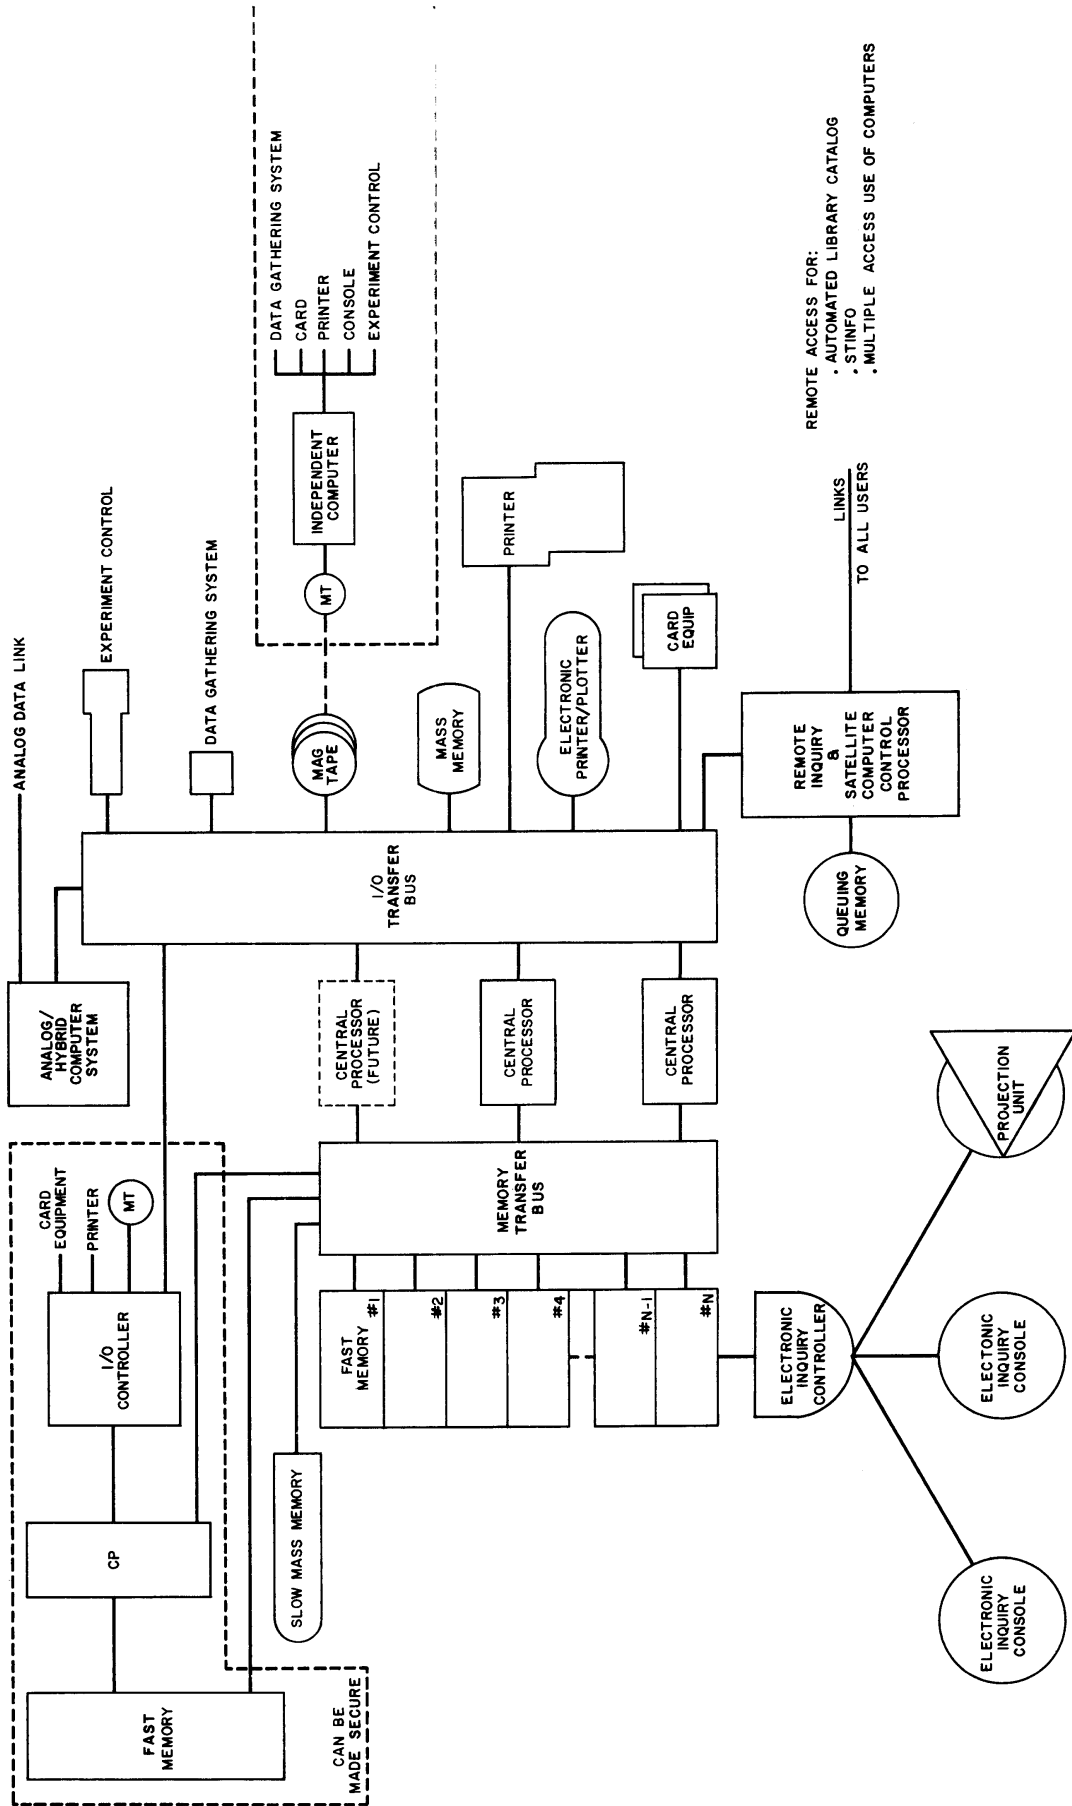 FAST
MEMORY
CAN BE
MADE SECURE
CP
I/O
CONTROLLER
CARD
EQUIPMENT
PRINTER
MT
ANALOG/
HYBRID
COMPUTER
SYSTEM
ANALOG DATA LINK
EXPERIMENT CONTROL
DATA GATHERING SYSTEM
SLOW MASS MEMORY
FAST
MEMORY
#1
#2
#3
#4
#N-1
#N
MEMORY
TRANSFER
BUS
CENTRAL
PROCESSOR
(FUTURE)
CENTRAL
PROCESSOR
CENTRAL
PROCESSOR
I/O
TRANSFER
BUS
MAG
TAPE
MT
INDEPENDENT
COMPUTER
DATA GATHERING SYSTEM
CARD
PRINTER
CONSOLE
EXPERIMENT CONTROL
MASS
MEMORY
PRINTER
ELECTRONIC
PRINTER/PLOTTER
CARD
EQUIP
ELECTRONIC
INQUIRY
CONTROLLER
QUEUING
MEMORY
REMOTE
INQUIRY
&
SATELLITE
COMPUTER
CONTROL
PROCESSOR
LINKS
TO ALL USERS
REMOTE ACCESS FOR:
. AUTOMATED LIBRARY CATALOG
. STINFO
. MULTIPLE ACCESS USE OF COMPUTERS
ELECTRONIC
INQUIRY
CONSOLE
ELECTONIC
INQUIRY
CONSOLE
PROJECTION
UNIT